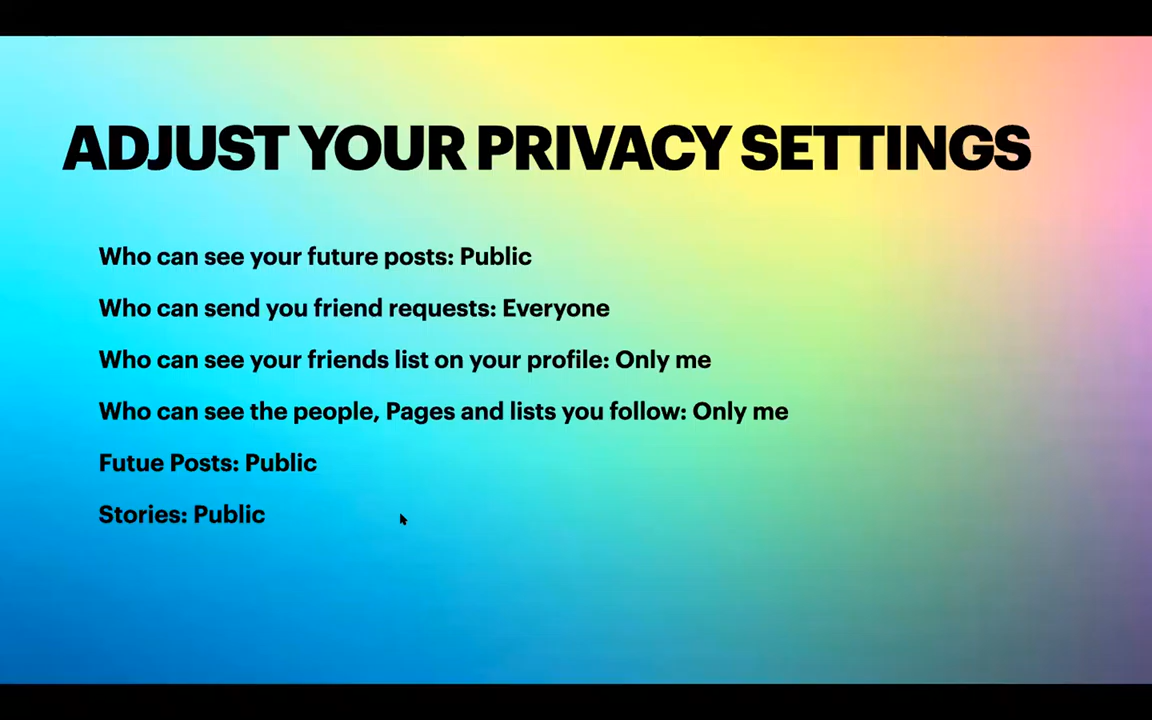 ADJUST YOUR PRIVACY SETTINGS
Who can see your future posts: Public
Who can send you friend requests: Everyone
Who can see your friends list on your profile: Only me
Who can see the people, Pages and lists you follow: Only me
Futue Posts: Public
Stories: Public